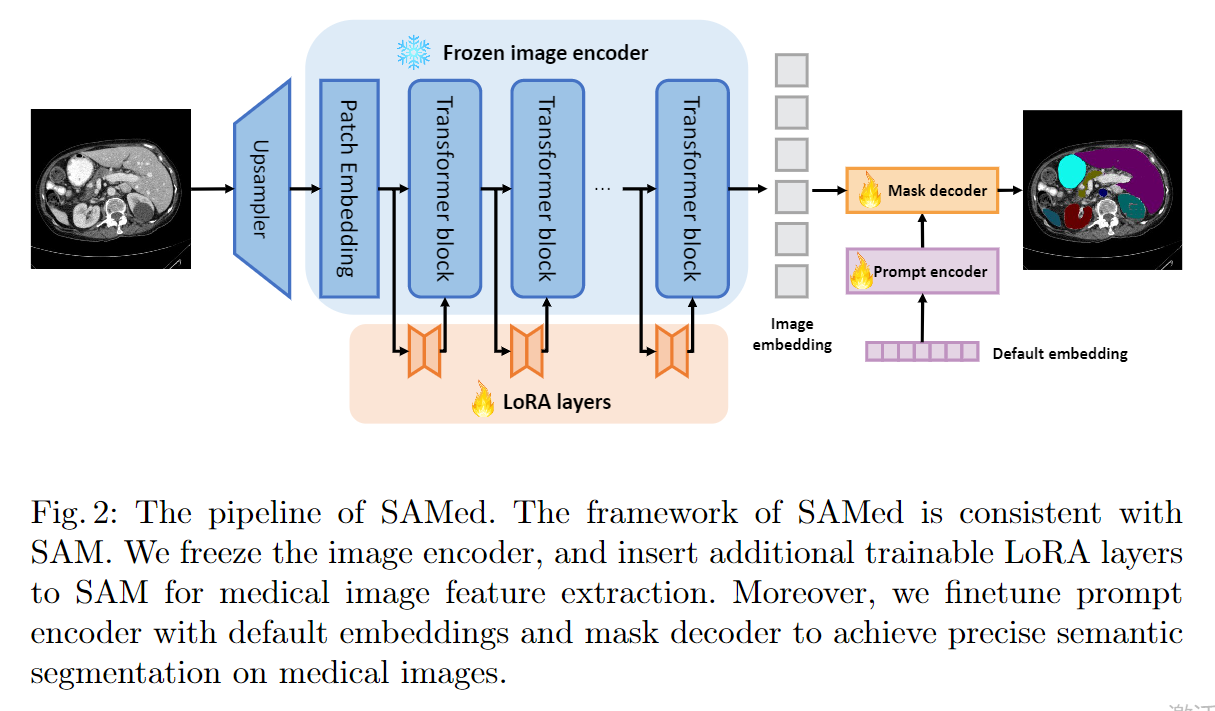 Frozen image encoder
Upsampler
Patch Embedding
Transformer block
Transformer block
...
Transformer block
Mask decoder
Prompt encoder
Image
embedding
Default embedding
LoRA layers
Fig. 2: The pipeline of SAMed. The framework of SAMed is consistent with
SAM. We freeze the image encoder, and insert additional trainable LoRA layers
to SAM for medical image feature extraction. Moreover, we finetune prompt
encoder with default embeddings and mask decoder to achieve precise semantic
segmentation on medical images.